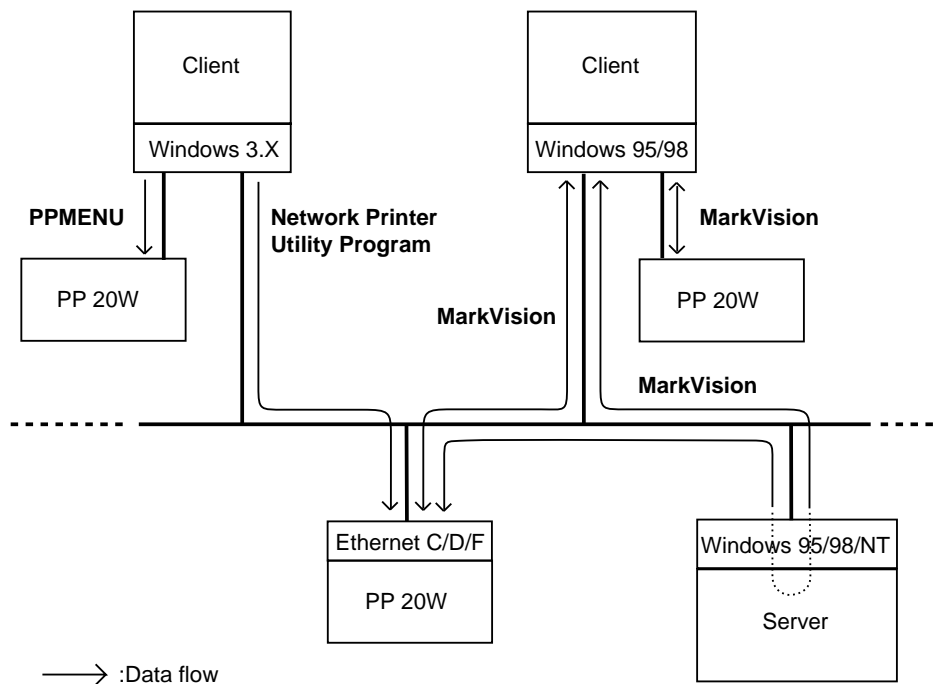 Client
Client
Windows 3.X
Windows 95/98
PPMENU
Network Printer
Utility Program
MarkVision
PP 20W
PP 20W
MarkVision
MarkVision
Ethernet C/D/F
Windows 95/98/NT
PP 20W
Server
:Data flow